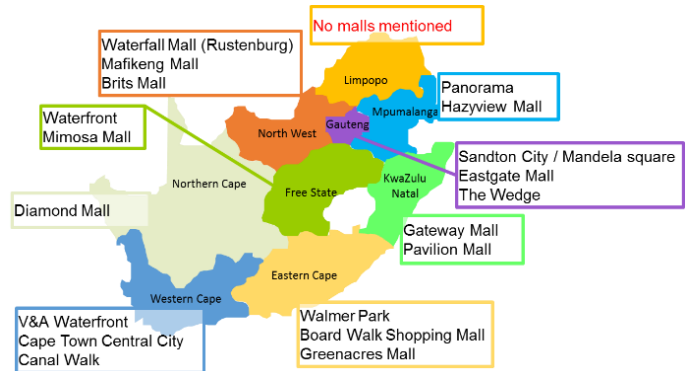 No malls mentioned
Waterfall Mall (Rustenburg)
Mafikeng Mall
Brits Mall
Limpopo
Panorama
Hazyview Mall
Mpumalanga
Waterfront
Mimosa Mall
Gauteng
North West
Sandton City / Mandela square
Eastgate Mall
The Wedge
Northern Cape
Free State
KwaZulu
Natal
Diamond Mall
Gateway Mall
Pavilion Mall
Eastern Cape
Western Cape
V&A Waterfront
Cape Town Central City
Canal Walk
Walmer Park
Board Walk Shopping Mall
Greenacres Mall